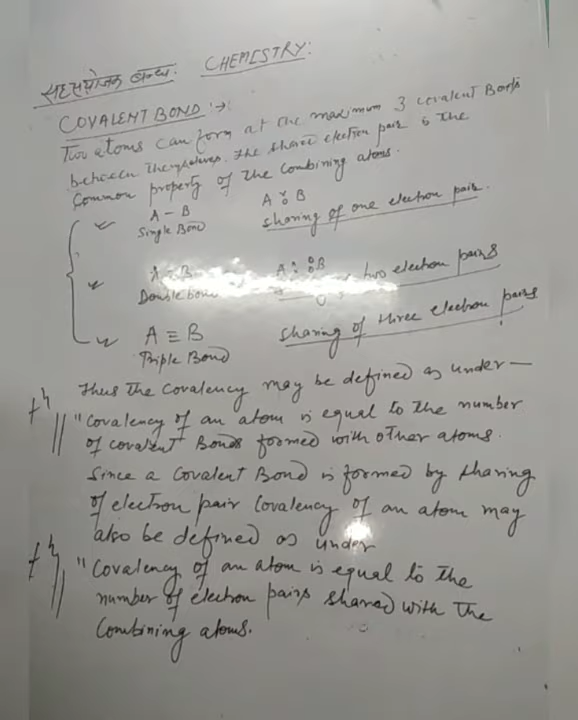 सहसयोजक बन्ध: CHEMISTRY:
COVALENT BOND :→
Two atoms can form at the maximum 3 covalent Bonds
between themselves. The shared electron pair is the
Common property of the Combining atoms.
A – B A : B sharing of one electron pair.
Single Bond
A = B A :: B two electron pairs
Double bond
A ≡ B sharing of three electron pairs
Triple Bond
Thus the Covalency may be defined as under —
"Covalency of an atom is equal to the number
of covalent Bonds formed with other atoms.
Since a Covalent Bond is formed by sharing
of electron pair Covalency of an atom may
also be defined as under
"Covalency of an atom is equal to the
number of electron pairs shared with the
Combining atoms.